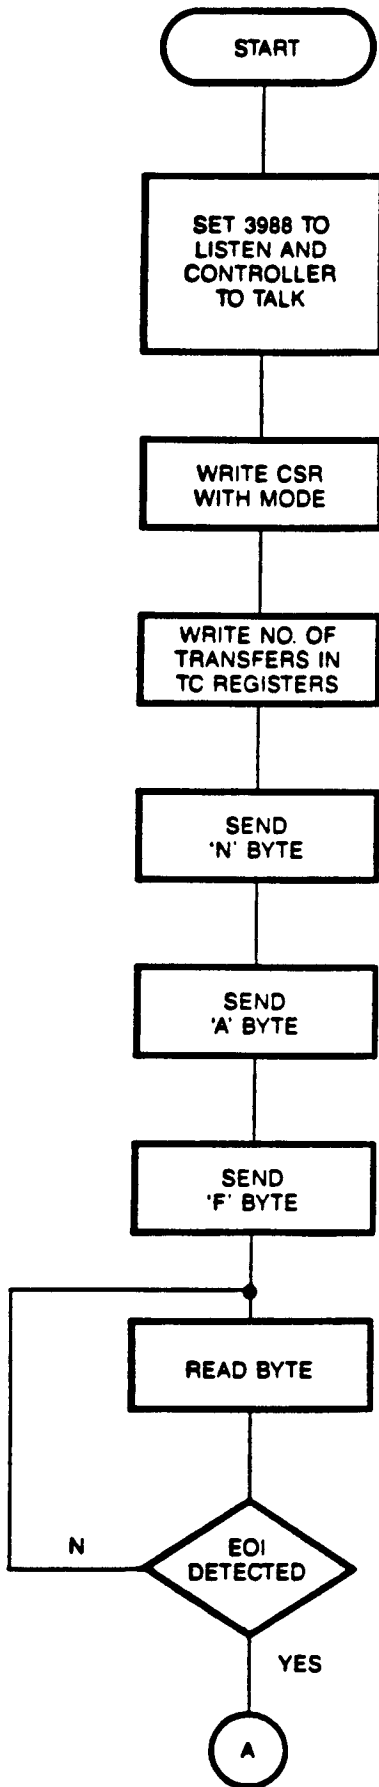 START
SET 3988 TO
LISTEN AND
CONTROLLER
TO TALK
WRITE CSR
WITH MODE
WRITE NO. OF
TRANSFERS IN
TC REGISTERS
SEND
'N' BYTE
SEND
'A' BYTE
SEND
'F' BYTE
READ BYTE
N
EOI
DETECTED
YES
A